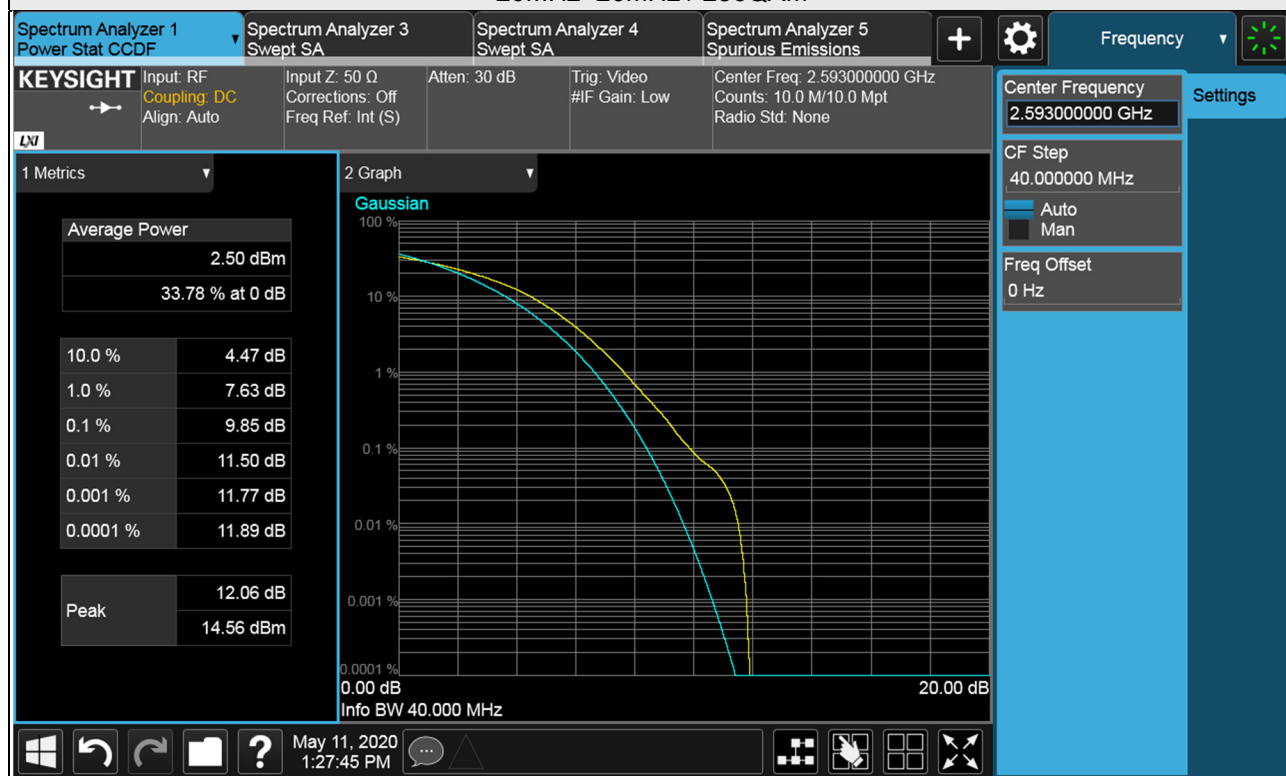 Spectrum Analyzer 1
Power Stat CCDF
Spectrum Analyzer 3
Swept SA
Spectrum Analyzer 4
Swept SA
Spectrum Analyzer 5
Spurious Emissions
Frequency
KEYSIGHT
LXI
Input: RF
Coupling: DC
Align: Auto
Input Z: 50 Ω
Corrections: Off
Freq Ref: Int (S)
Atten: 30 dB
Trig: Video
#IF Gain: Low
Center Freq: 2.593000000 GHz
Counts: 10.0 M/10.0 Mpt
Radio Std: None
Center Frequency
2.593000000 GHz
Settings
CF Step
40.000000 MHz
Auto
Man
Freq Offset
0 Hz
1 Metrics
Average Power
2.50 dBm
33.78 % at 0 dB
10.0 % 4.47 dB
1.0 % 7.63 dB
0.1 % 9.85 dB
0.01 % 11.50 dB
0.001 % 11.77 dB
0.0001 % 11.89 dB
Peak
12.06 dB
14.56 dBm
2 Graph
Gaussian
100 %
10 %
1 %
0.1 %
0.01 %
0.001 %
0.0001 %
0.00 dB 20.00 dB
Info BW 40.000 MHz
May 11, 2020
1:27:45 PM